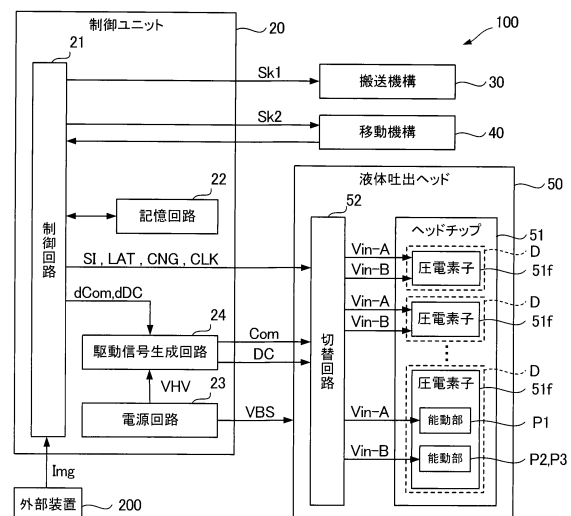 制御ユニット
20
100
21
Sk1
搬送機構
30
Sk2
移動機構
40
液体吐出ヘッド
50
22
記憶回路
制御回路
52
ヘッドチップ
51
SI , LAT , CNG , CLK
Vin-A
Vin-B
圧電素子
D
51f
dCom,dDC
24
駆動信号生成回路
Com
DC
切替回路
Vin-A
Vin-B
圧電素子
D
51f
VHV
23
電源回路
VBS
圧電素子
D
51f
Vin-A
能動部
P1
Vin-B
能動部
P2,P3
Img
外部装置
200